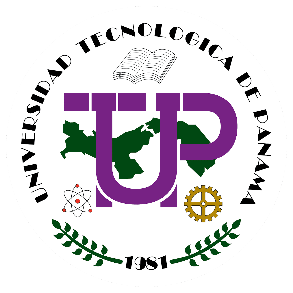 UNIVERSIDAD TECNOLOGICA DE PANAMA
UTP
1981